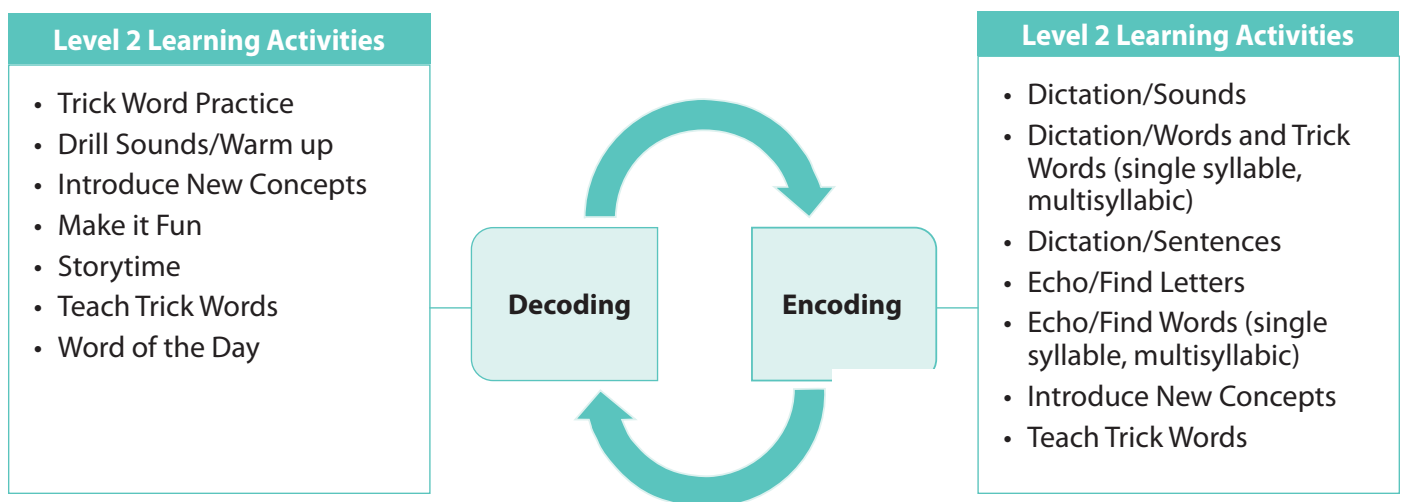 Level 2 Learning Activities
• Trick Word Practice
• Drill Sounds/Warm up
• Introduce New Concepts
• Make it Fun
• Storytime
• Teach Trick Words
• Word of the Day
Decoding
Encoding
Level 2 Learning Activities
• Dictation/Sounds
• Dictation/Words and Trick
Words (single syllable,
multisyllabic)
• Dictation/Sentences
• Echo/Find Letters
• Echo/Find Words (single
syllable, multisyllabic)
• Introduce New Concepts
• Teach Trick Words